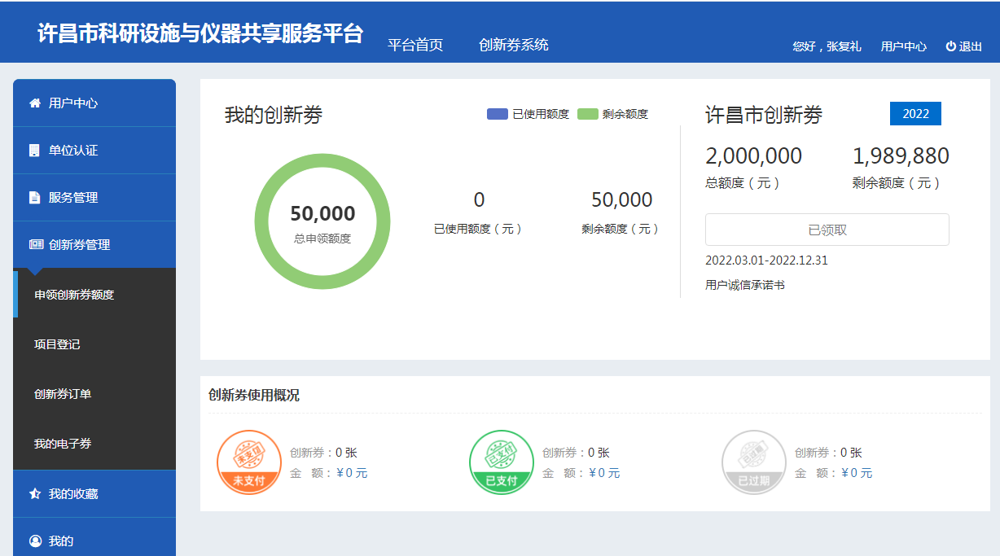 许昌市科研设施与仪器共享服务平台
平台首页
创新券系统
您好，张复礼
用户中心
退出
用户中心
单位认证
服务管理
创新券管理
申领创新券额度
项目登记
创新券订单
我的电子券
我的收藏
我的
我的创新券
已使用额度
剩余额度
50,000
总申领额度
0
已使用额度（元）
50,000
剩余额度（元）
许昌市创新券
2022
2,000,000
总额度（元）
1,989,880
剩余额度（元）
已领取
2022.03.01-2022.12.31
用户诚信承诺书
创新券使用概况
未支付
未支付
创新券：0 张
金 额：¥ 0 元
已支付
已支付
创新券：0 张
金 额：¥ 0 元
已过期
已过期
创新券：0 张
金 额：¥ 0 元